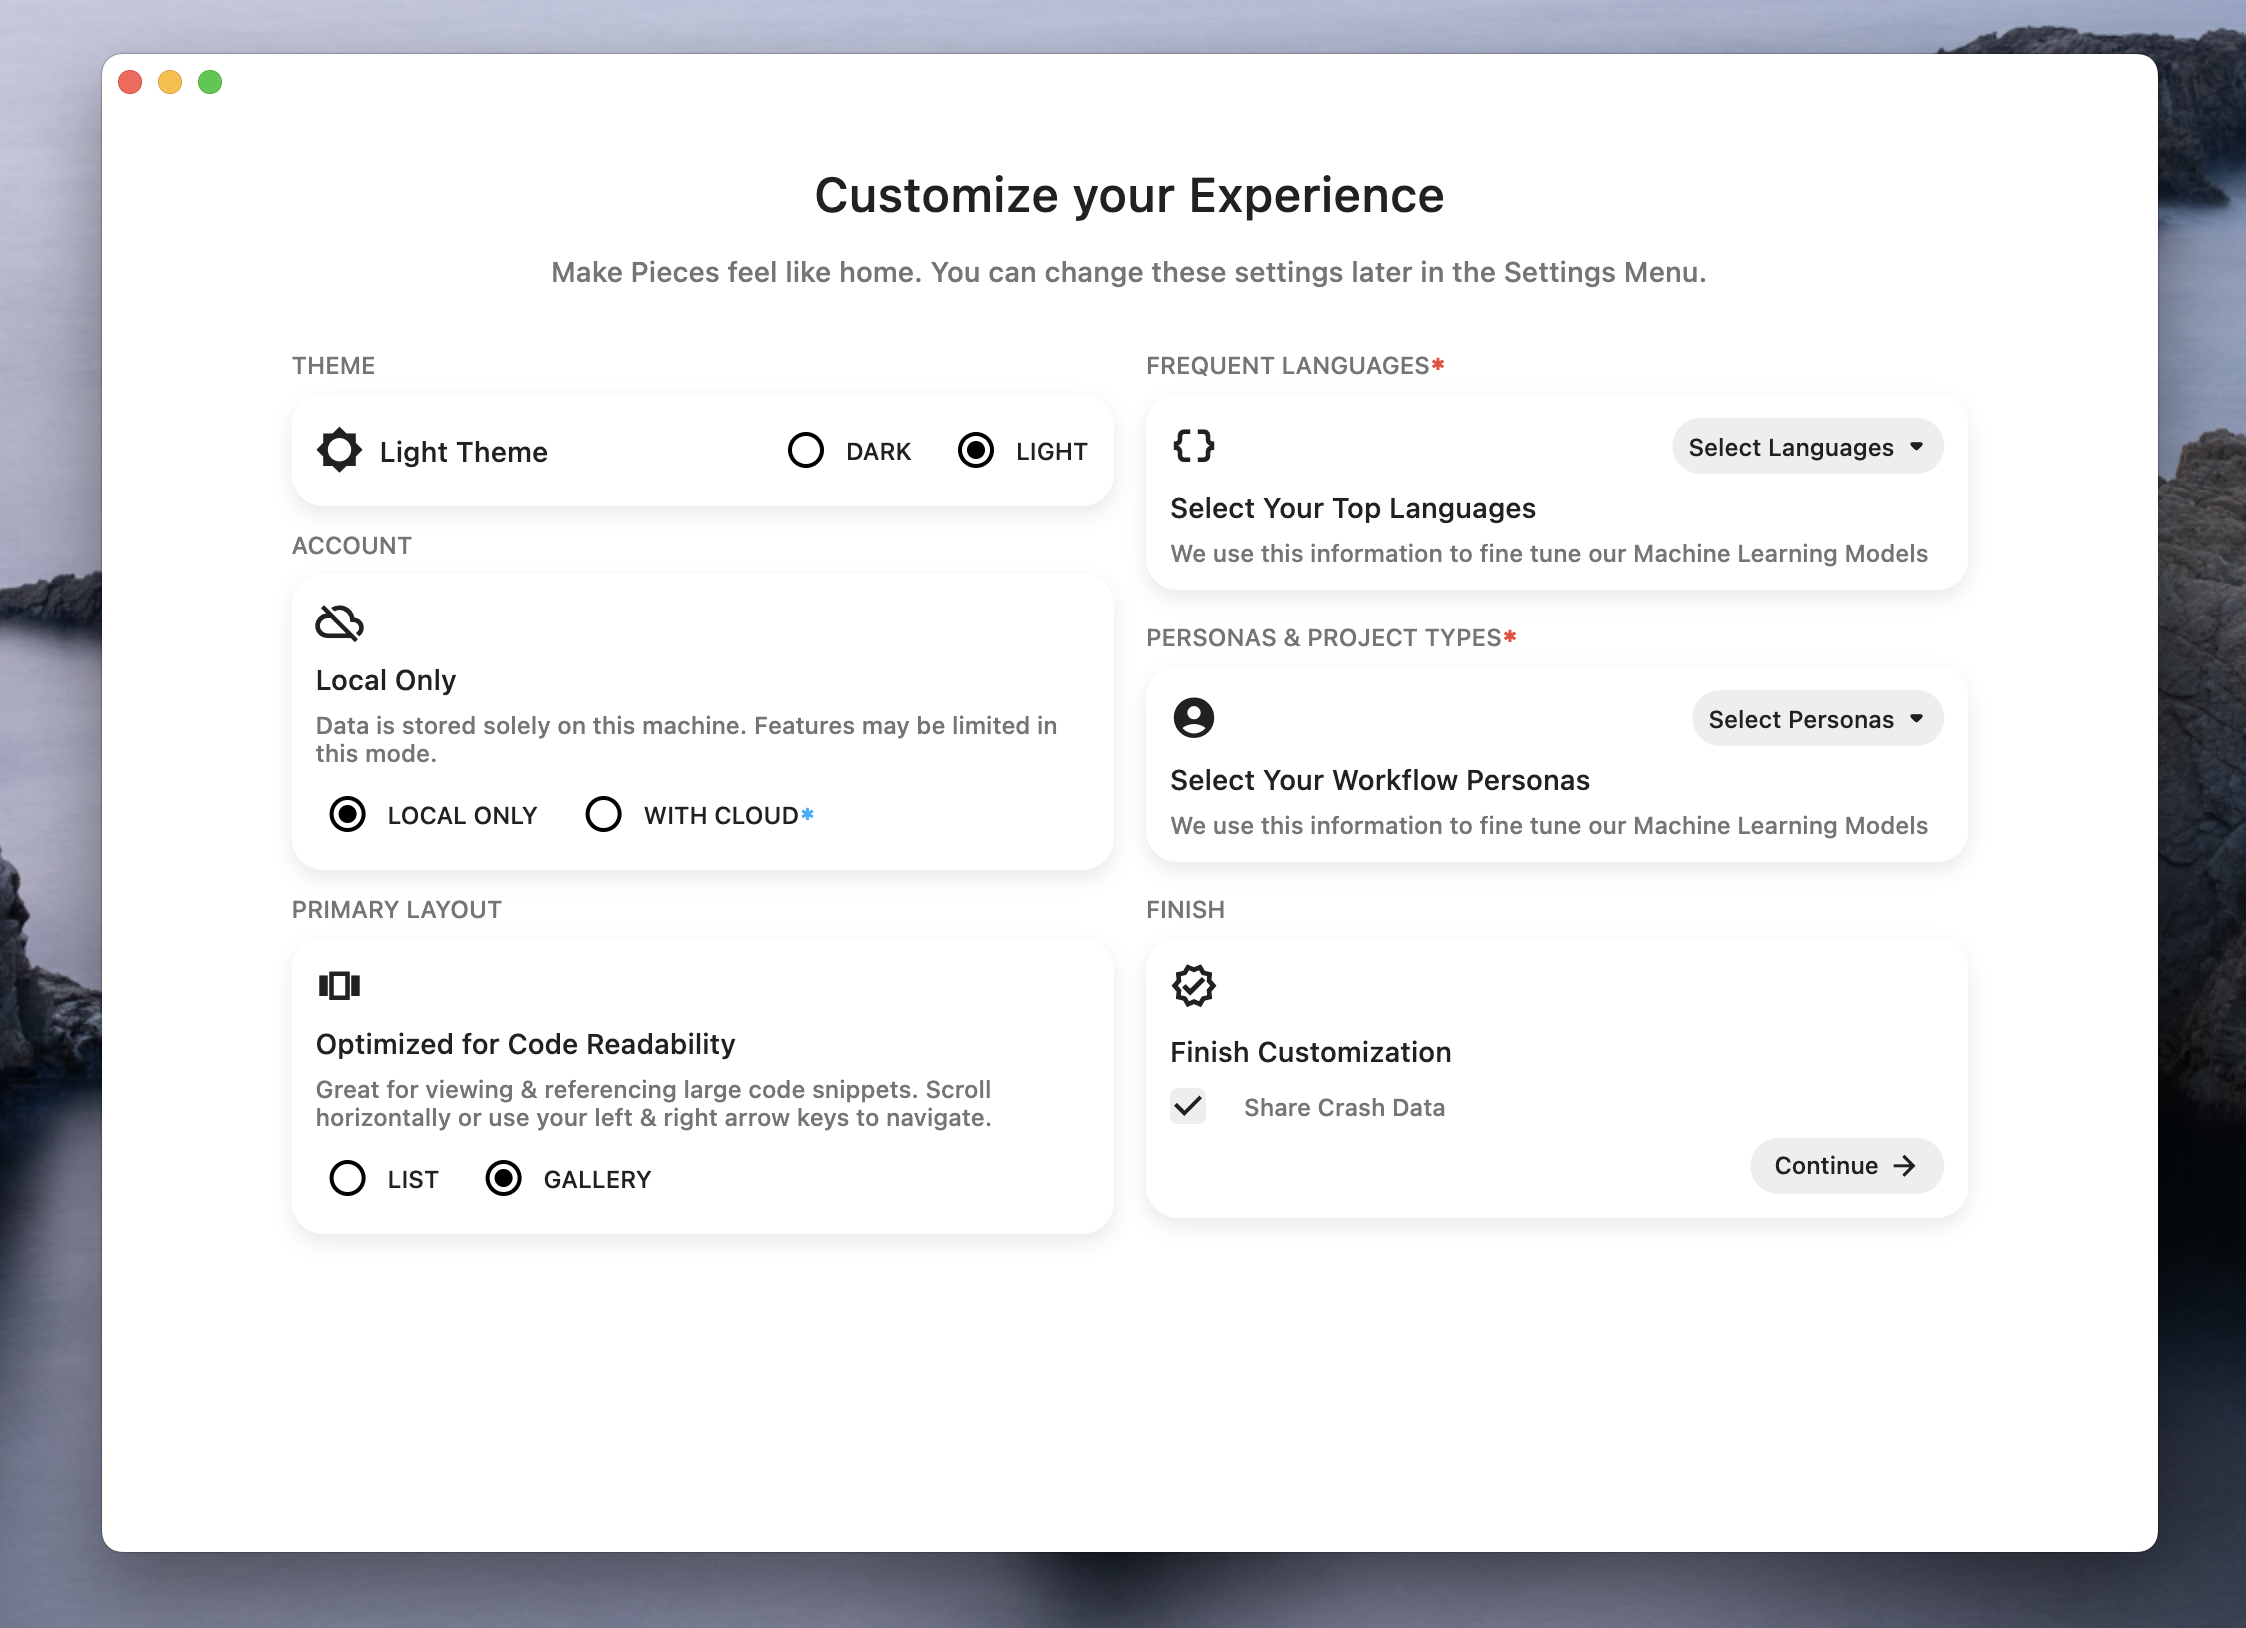 Customize your Experience
Make Pieces feel like home. You can change these settings later in the Settings Menu.
THEME
Light Theme
DARK
LIGHT
ACCOUNT
Local Only
Data is stored solely on this machine. Features may be limited in
this mode.
LOCAL ONLY
WITH CLOUD*
PRIMARY LAYOUT
Optimized for Code Readability
Great for viewing & referencing large code snippets. Scroll
horizontally or use your left & right arrow keys to navigate.
LIST
GALLERY
FREQUENT LANGUAGES*
Select Languages
Select Your Top Languages
We use this information to fine tune our Machine Learning Models
PERSONAS & PROJECT TYPES*
Select Personas
Select Your Workflow Personas
We use this information to fine tune our Machine Learning Models
FINISH
Finish Customization
Share Crash Data
Continue